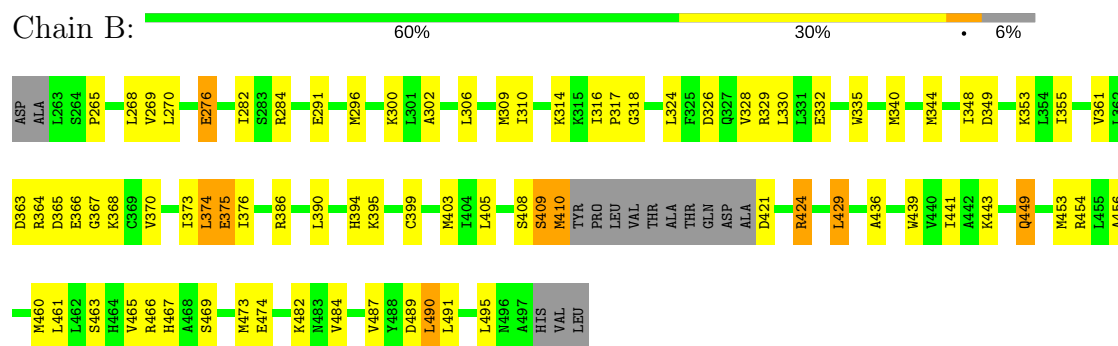 Chain B:
60% 30% • 6%
ASP ALA L263 S264 P265 L268 V269 L270 E276 I282 S283 R284 E291 M296 K300 L301 A302 L306 M309 I310 K314 K315 I316 P317 G318 L324 F325 D326 Q327 V328 R329 L330 L331 E332 W335 M340 M344 I348 D349 K353 L354 I355 V361 L362
D363 R364 D365 E366 G367 K368 C369 V370 I373 L374 E375 I376 R386 L390 H394 K395 C399 M403 I404 L405 S408 S409 M410 TYR PRO LEU VAL THR ALA THR GLN ASP ALA D421 R424 L429 A436 W439 V440 I441 A442 K443 Q449 M453 R454 L455 A456
M460 L461 L462 S463 H464 V465 R466 H467 A468 S469 M473 E474 K482 N483 V484 V487 Y488 D489 L490 L491 L495 N496 A497 HIS VAL LEU